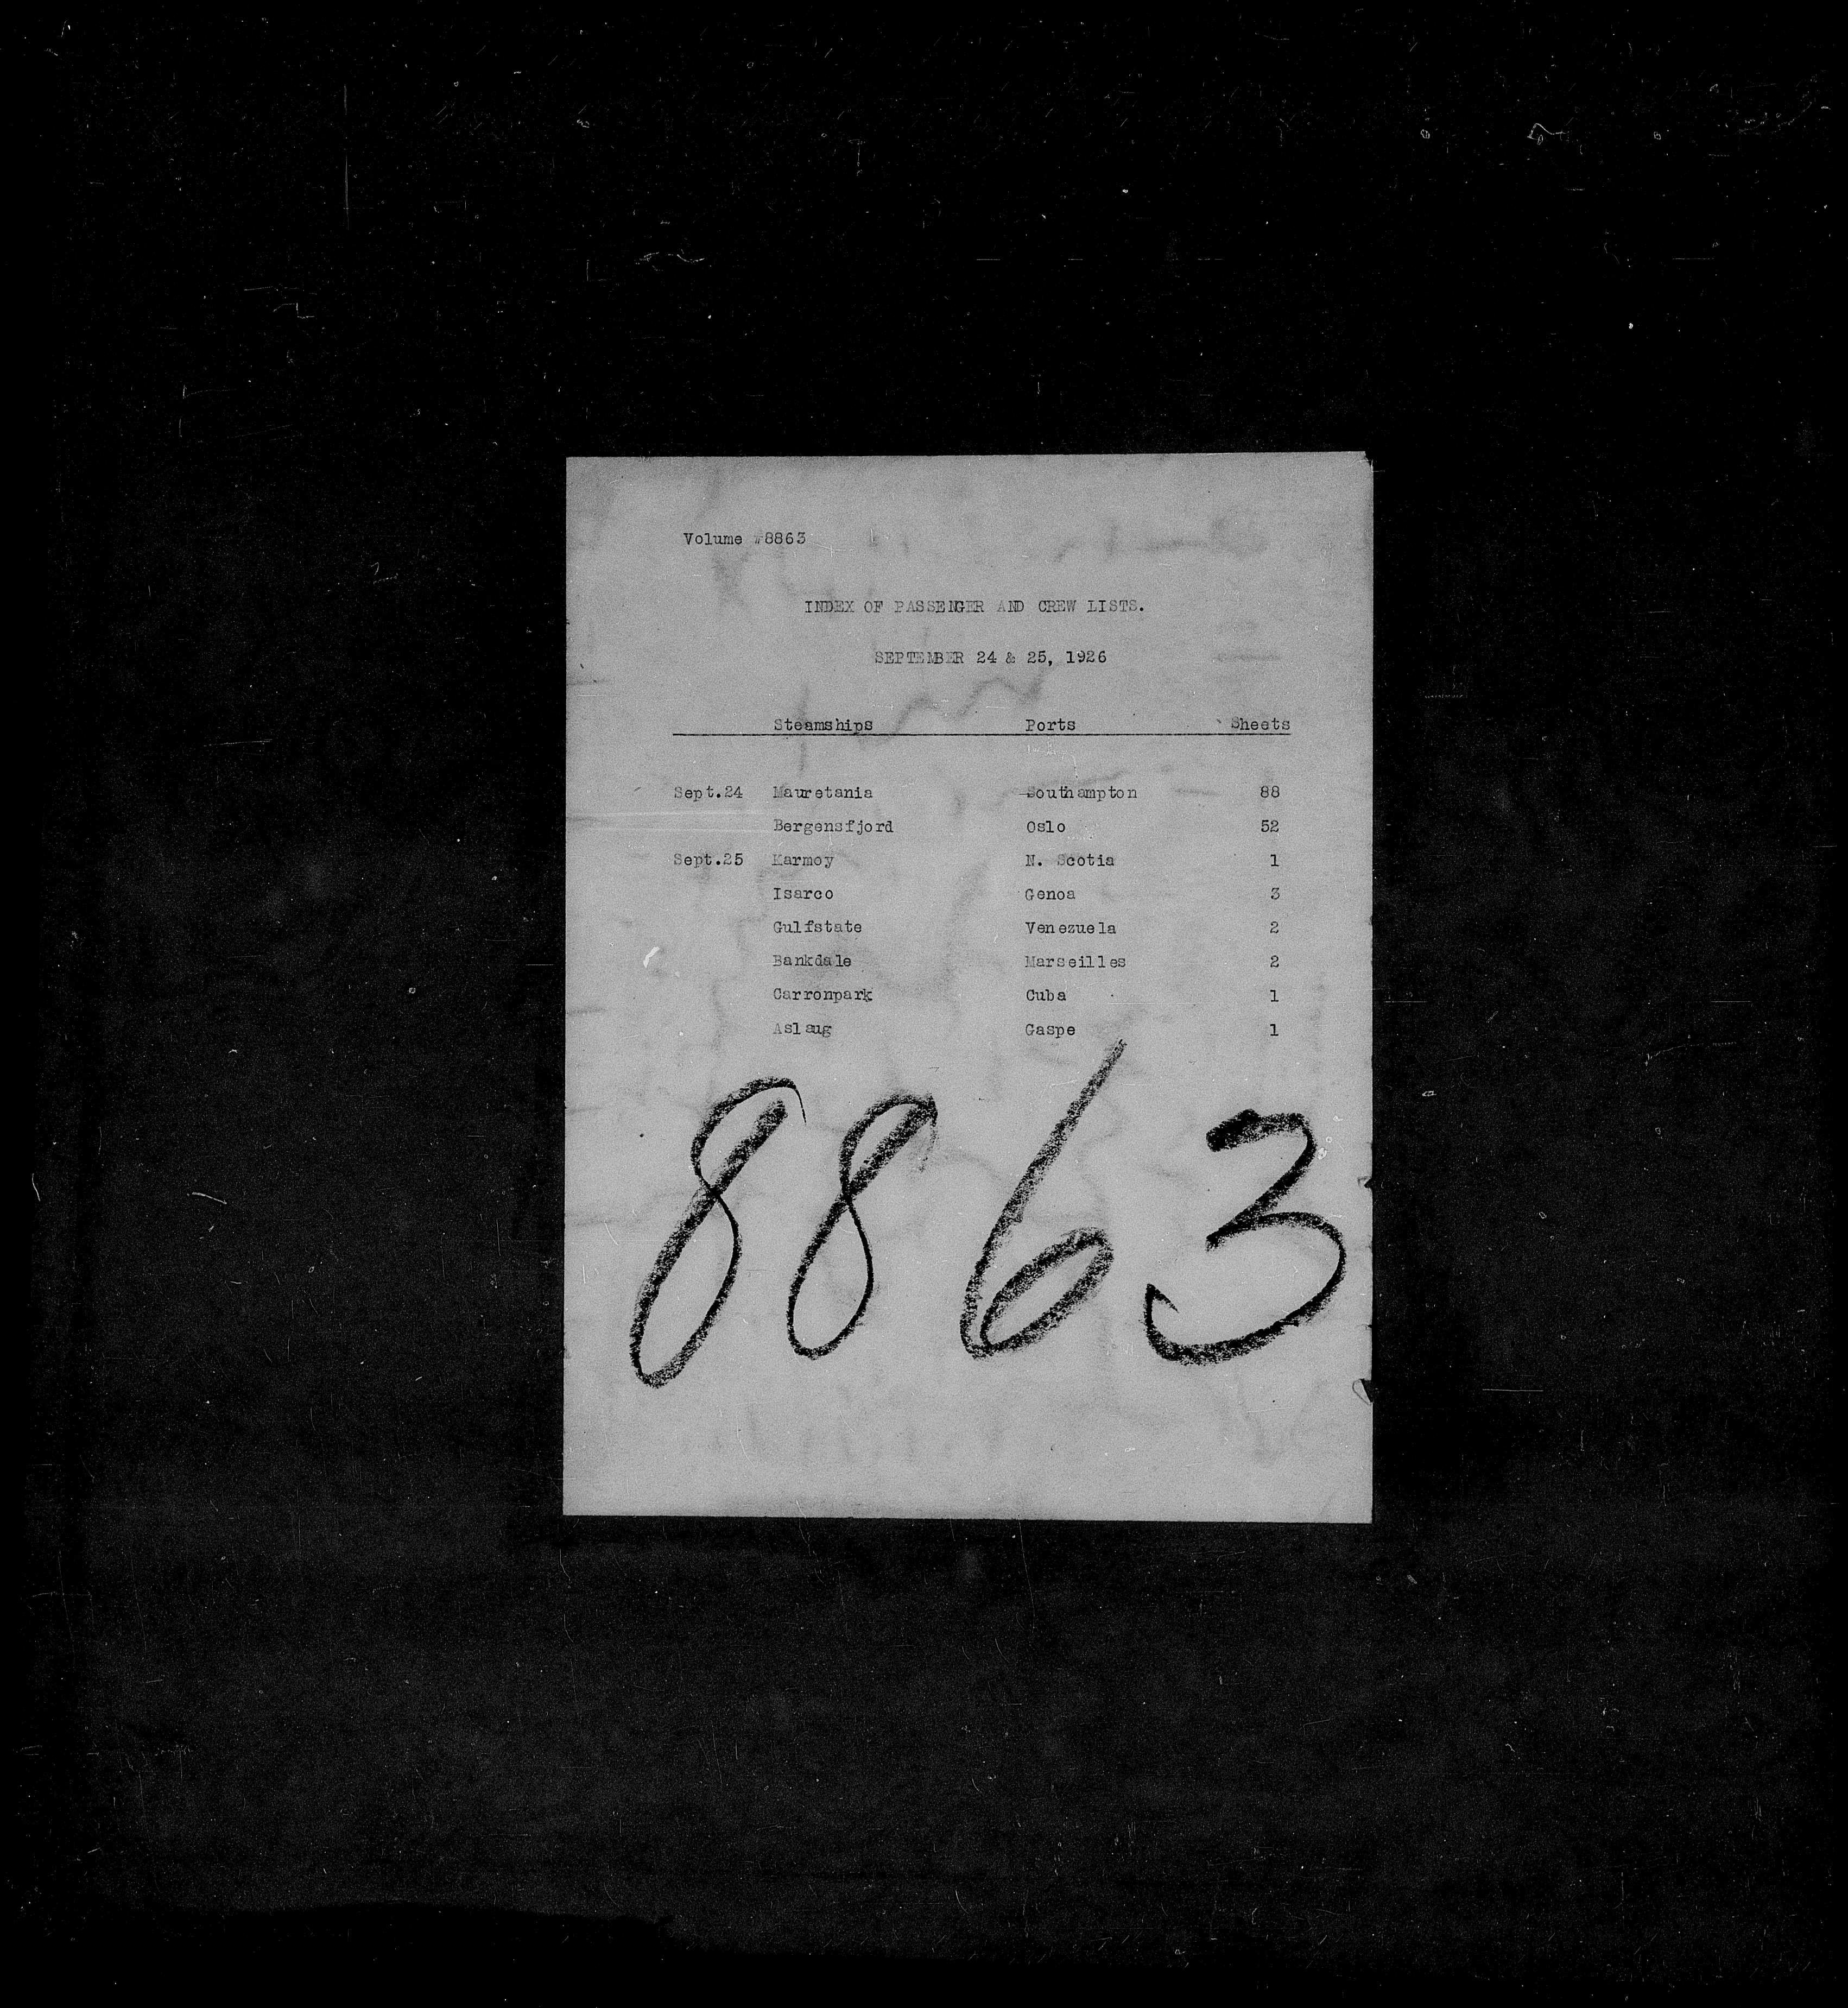 Volume #8863
INDEX OF PASSENGER AND CREW LISTS.
SEPTEMBER 24 & 25, 1926
Steamships Ports Sheets
Sept.24 Mauretania Southampton 88
Bergensfjord Oslo 52
Sept.25 Karmoy N. Scotia 1
Isarco Genoa 3
Gulfstate Venezuela 2
Bankdale Marseilles 2
Carronpark Cuba 1
Aslaug Gaspe 1
8863